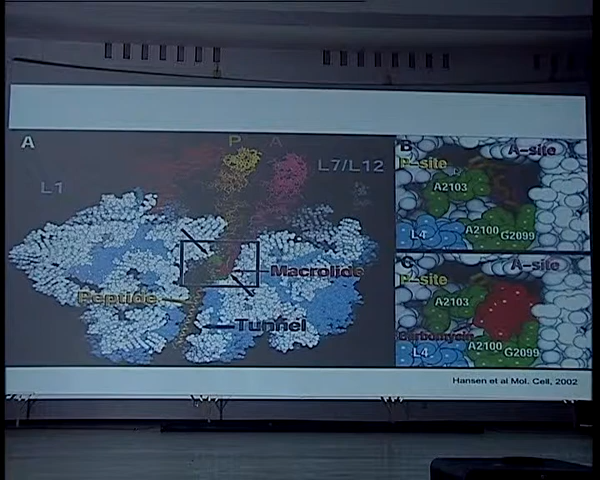 A
P A
L1
L7/L12
Macrolide
Peptide
Tunnel
B
A-site
P-site
A2103
L4
A2100
G2099
C
A-site
P-site
A2103
Carbomycin
L4
A2100
G2099
Hansen et al Mol. Cell, 2002